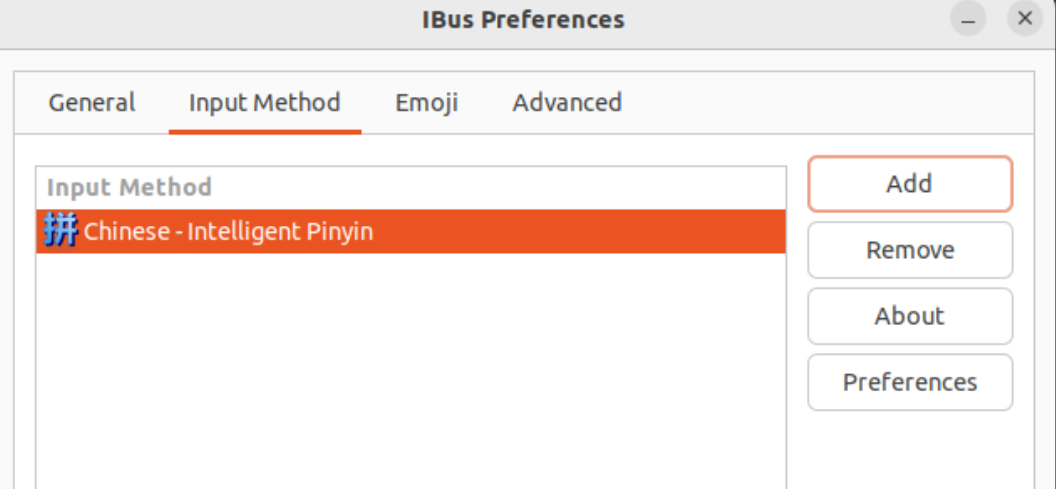 IBus Preferences
General Input Method Emoji Advanced
Input Method
拼 Chinese - Intelligent Pinyin
Add
Remove
About
Preferences